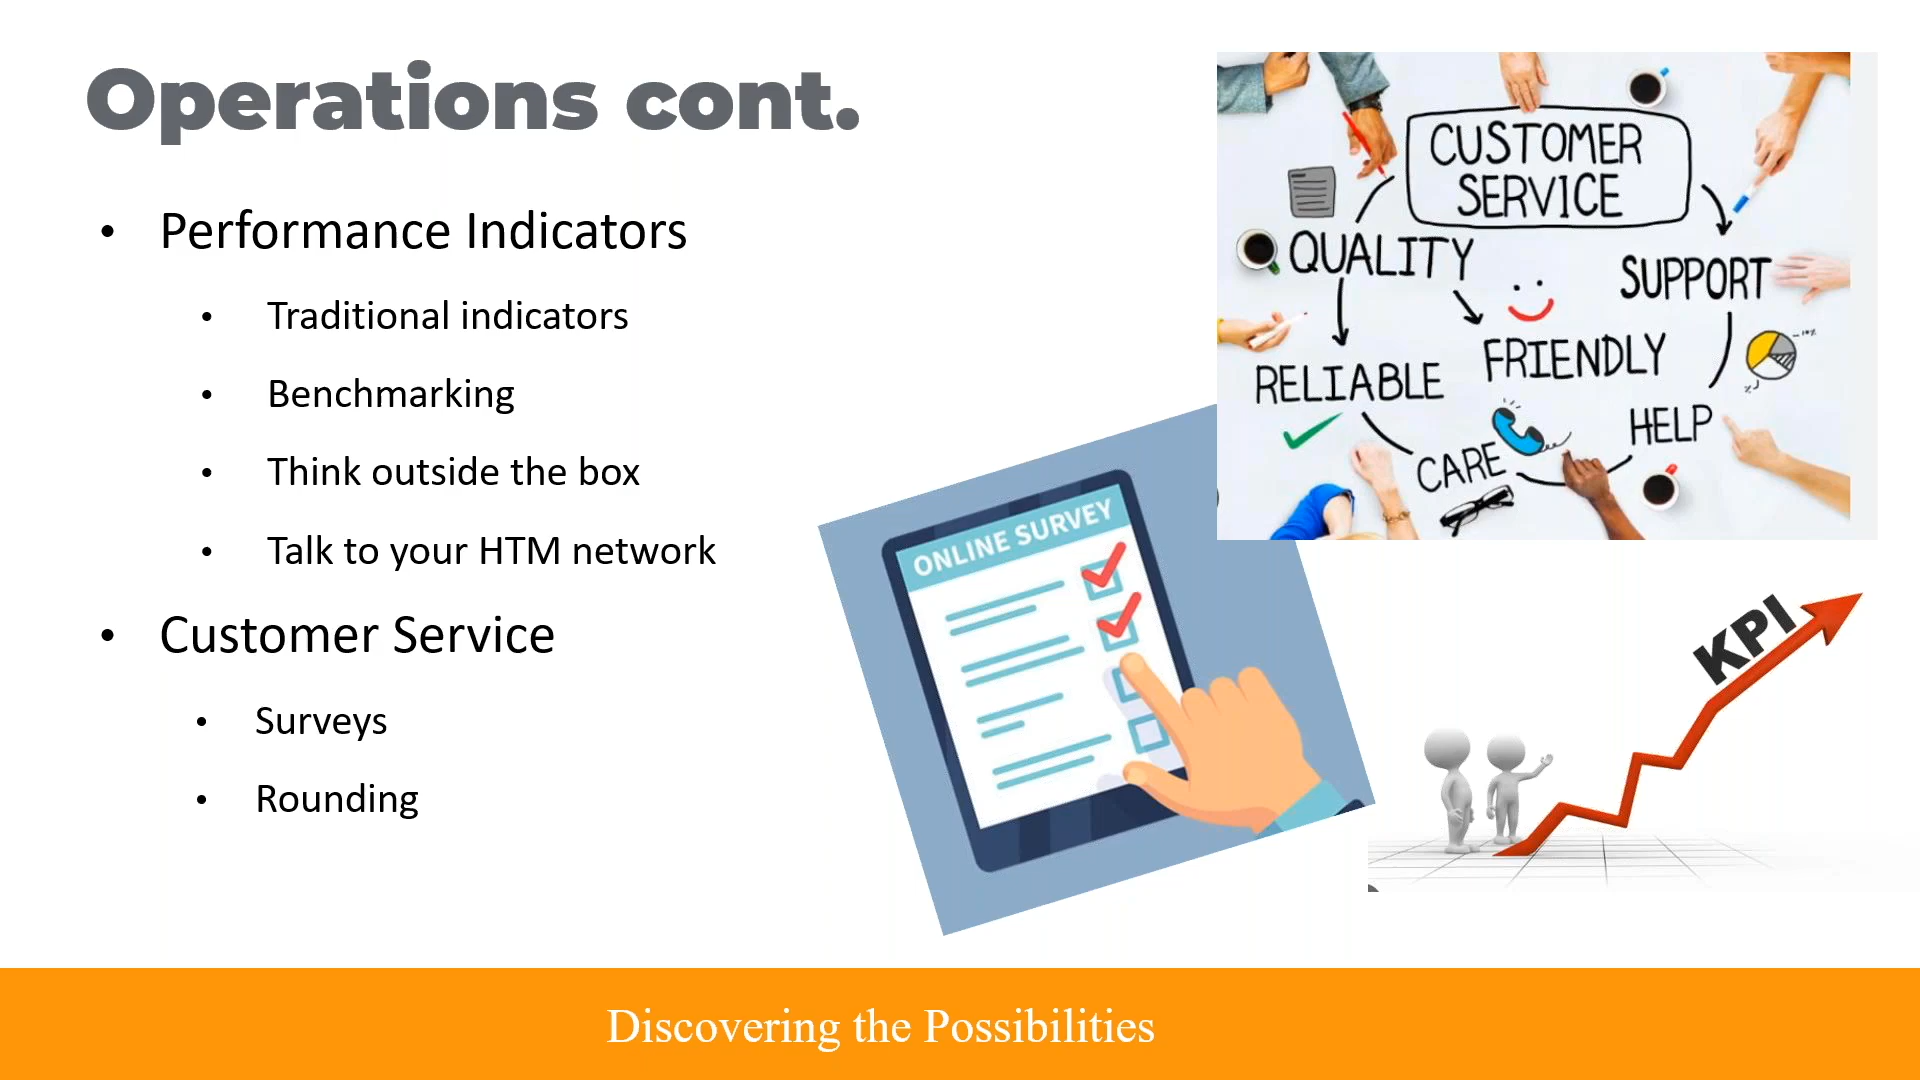 Operations cont.
• Performance Indicators
• Traditional indicators
• Benchmarking
• Think outside the box
• Talk to your HTM network
• Customer Service
• Surveys
• Rounding
CUSTOMER
SERVICE
QUALITY
SUPPORT
RELIABLE
FRIENDLY
CARE
HELP
ONLINE SURVEY
KPI
Discovering the Possibilities